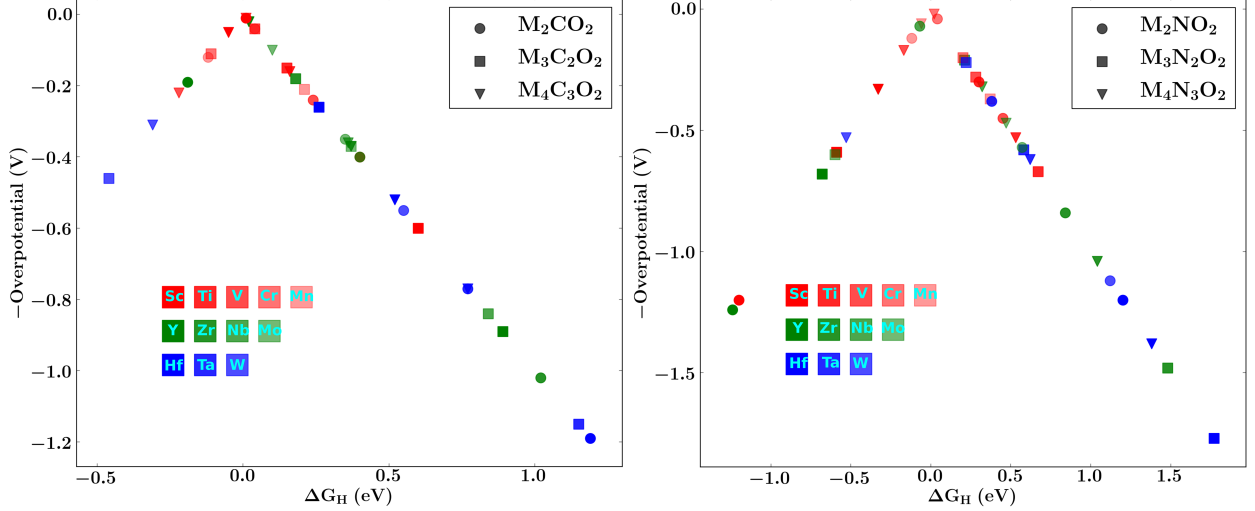 0.0
−0.2
−0.4
−0.6
−0.8
−1.0
−1.2
−Overpotential (V)
−0.5
0.0
0.5
1.0
ΔG_H (eV)
M₂CO₂
M₃C₂O₂
M₄C₃O₂
Sc Ti V Cr Mn
Y Zr Nb Mo
Hf Ta W
0.0
−0.5
−1.0
−1.5
−Overpotential (V)
−1.0
−0.5
0.0
0.5
1.0
1.5
ΔG_H (eV)
M₂NO₂
M₃N₂O₂
M₄N₃O₂
Sc Ti V Cr Mn
Y Zr Nb Mo
Hf Ta W